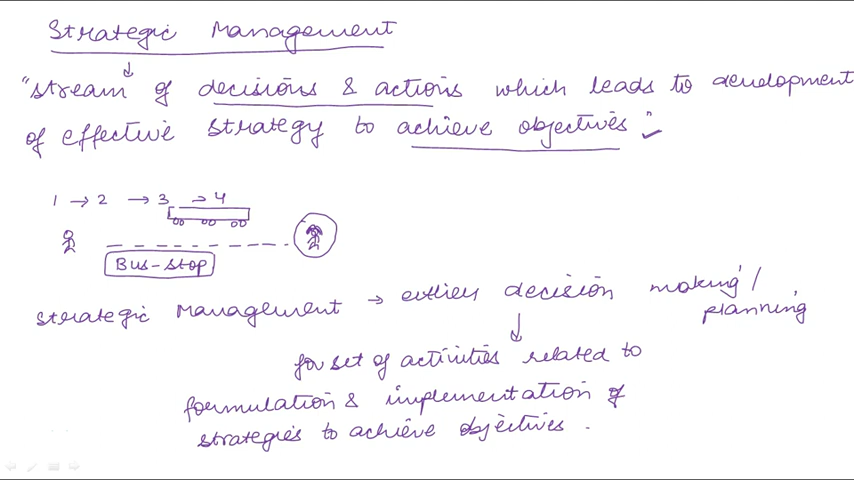 Strategic Management
"stream of decisions & actions which leads to development
of effective strategy to achieve objectives"
1 → 2 → 3 → 4
Bus-stop
strategic management → entlies decision making/
planning
for set of activities related to
formulation & implementation of
strategies to achieve objectives.